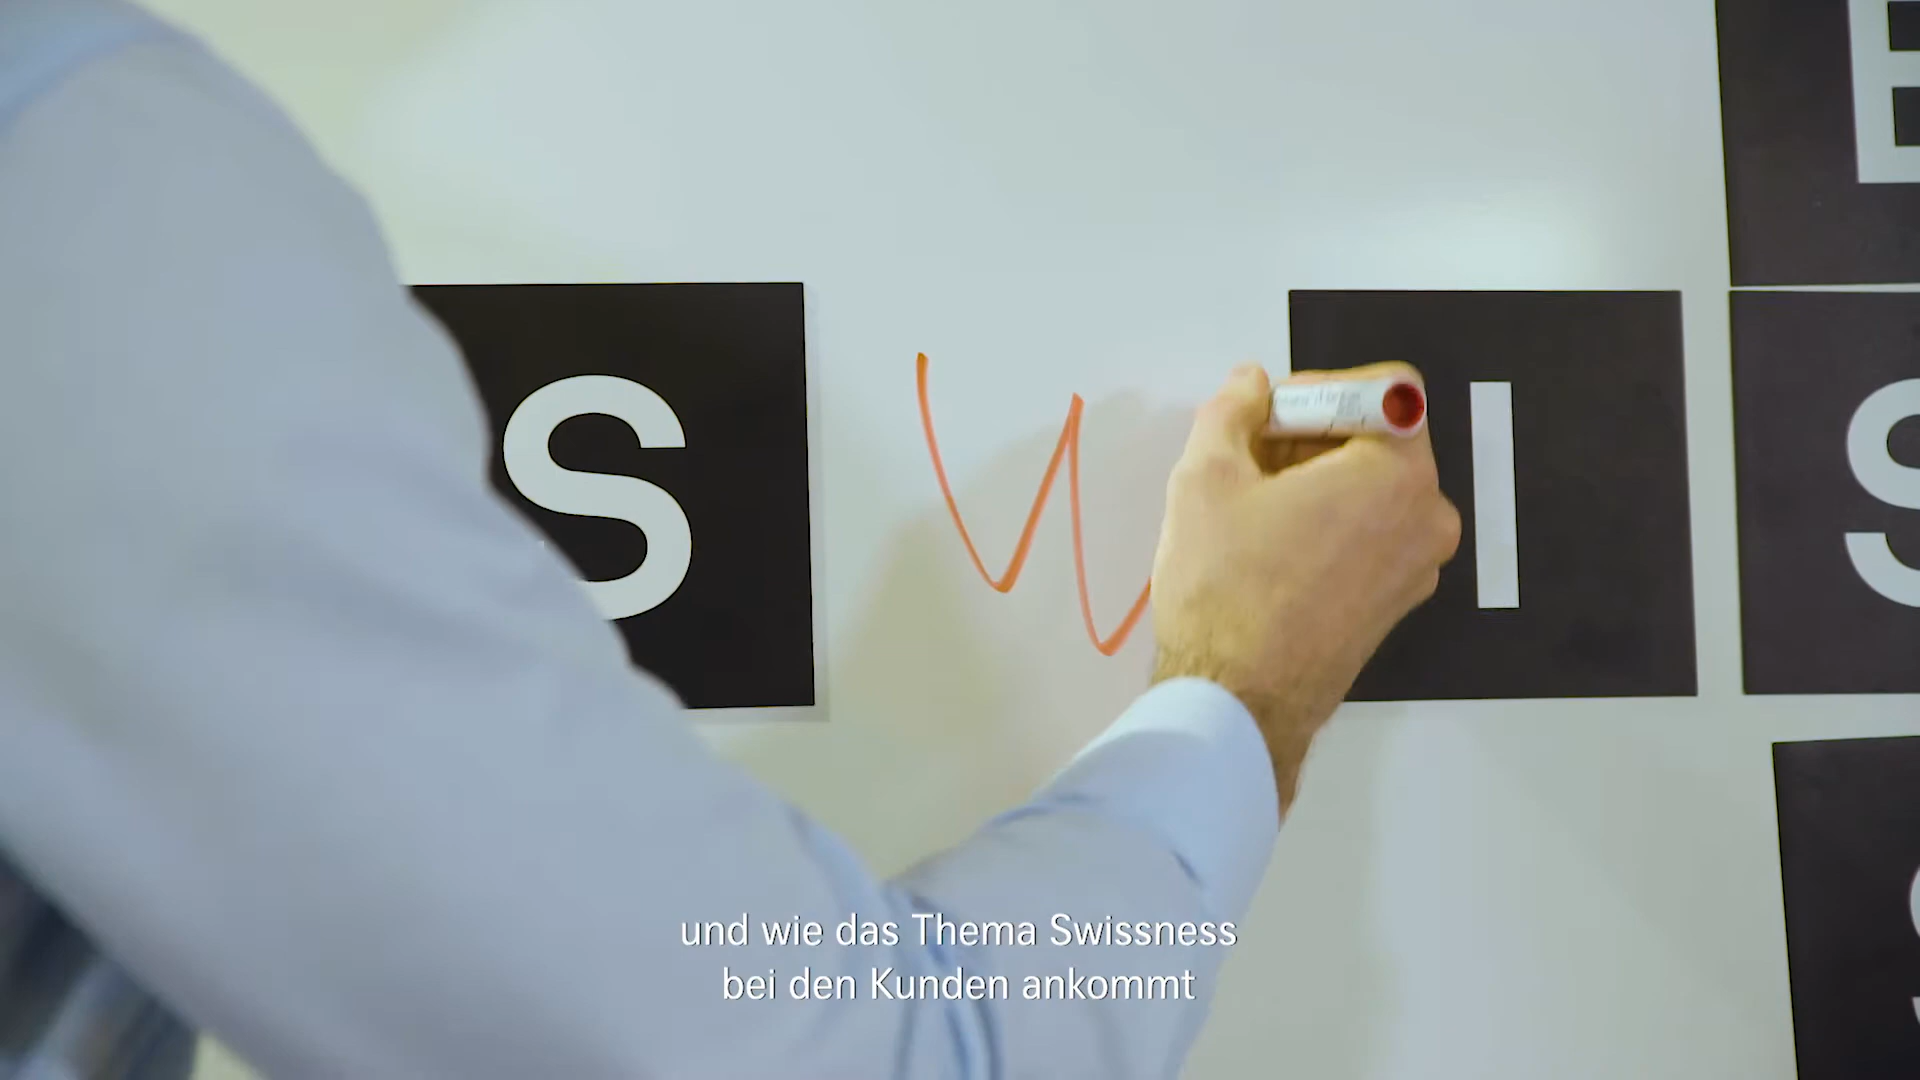 E
S W I S
S
und wie das Thema Swissness
bei den Kunden ankommt